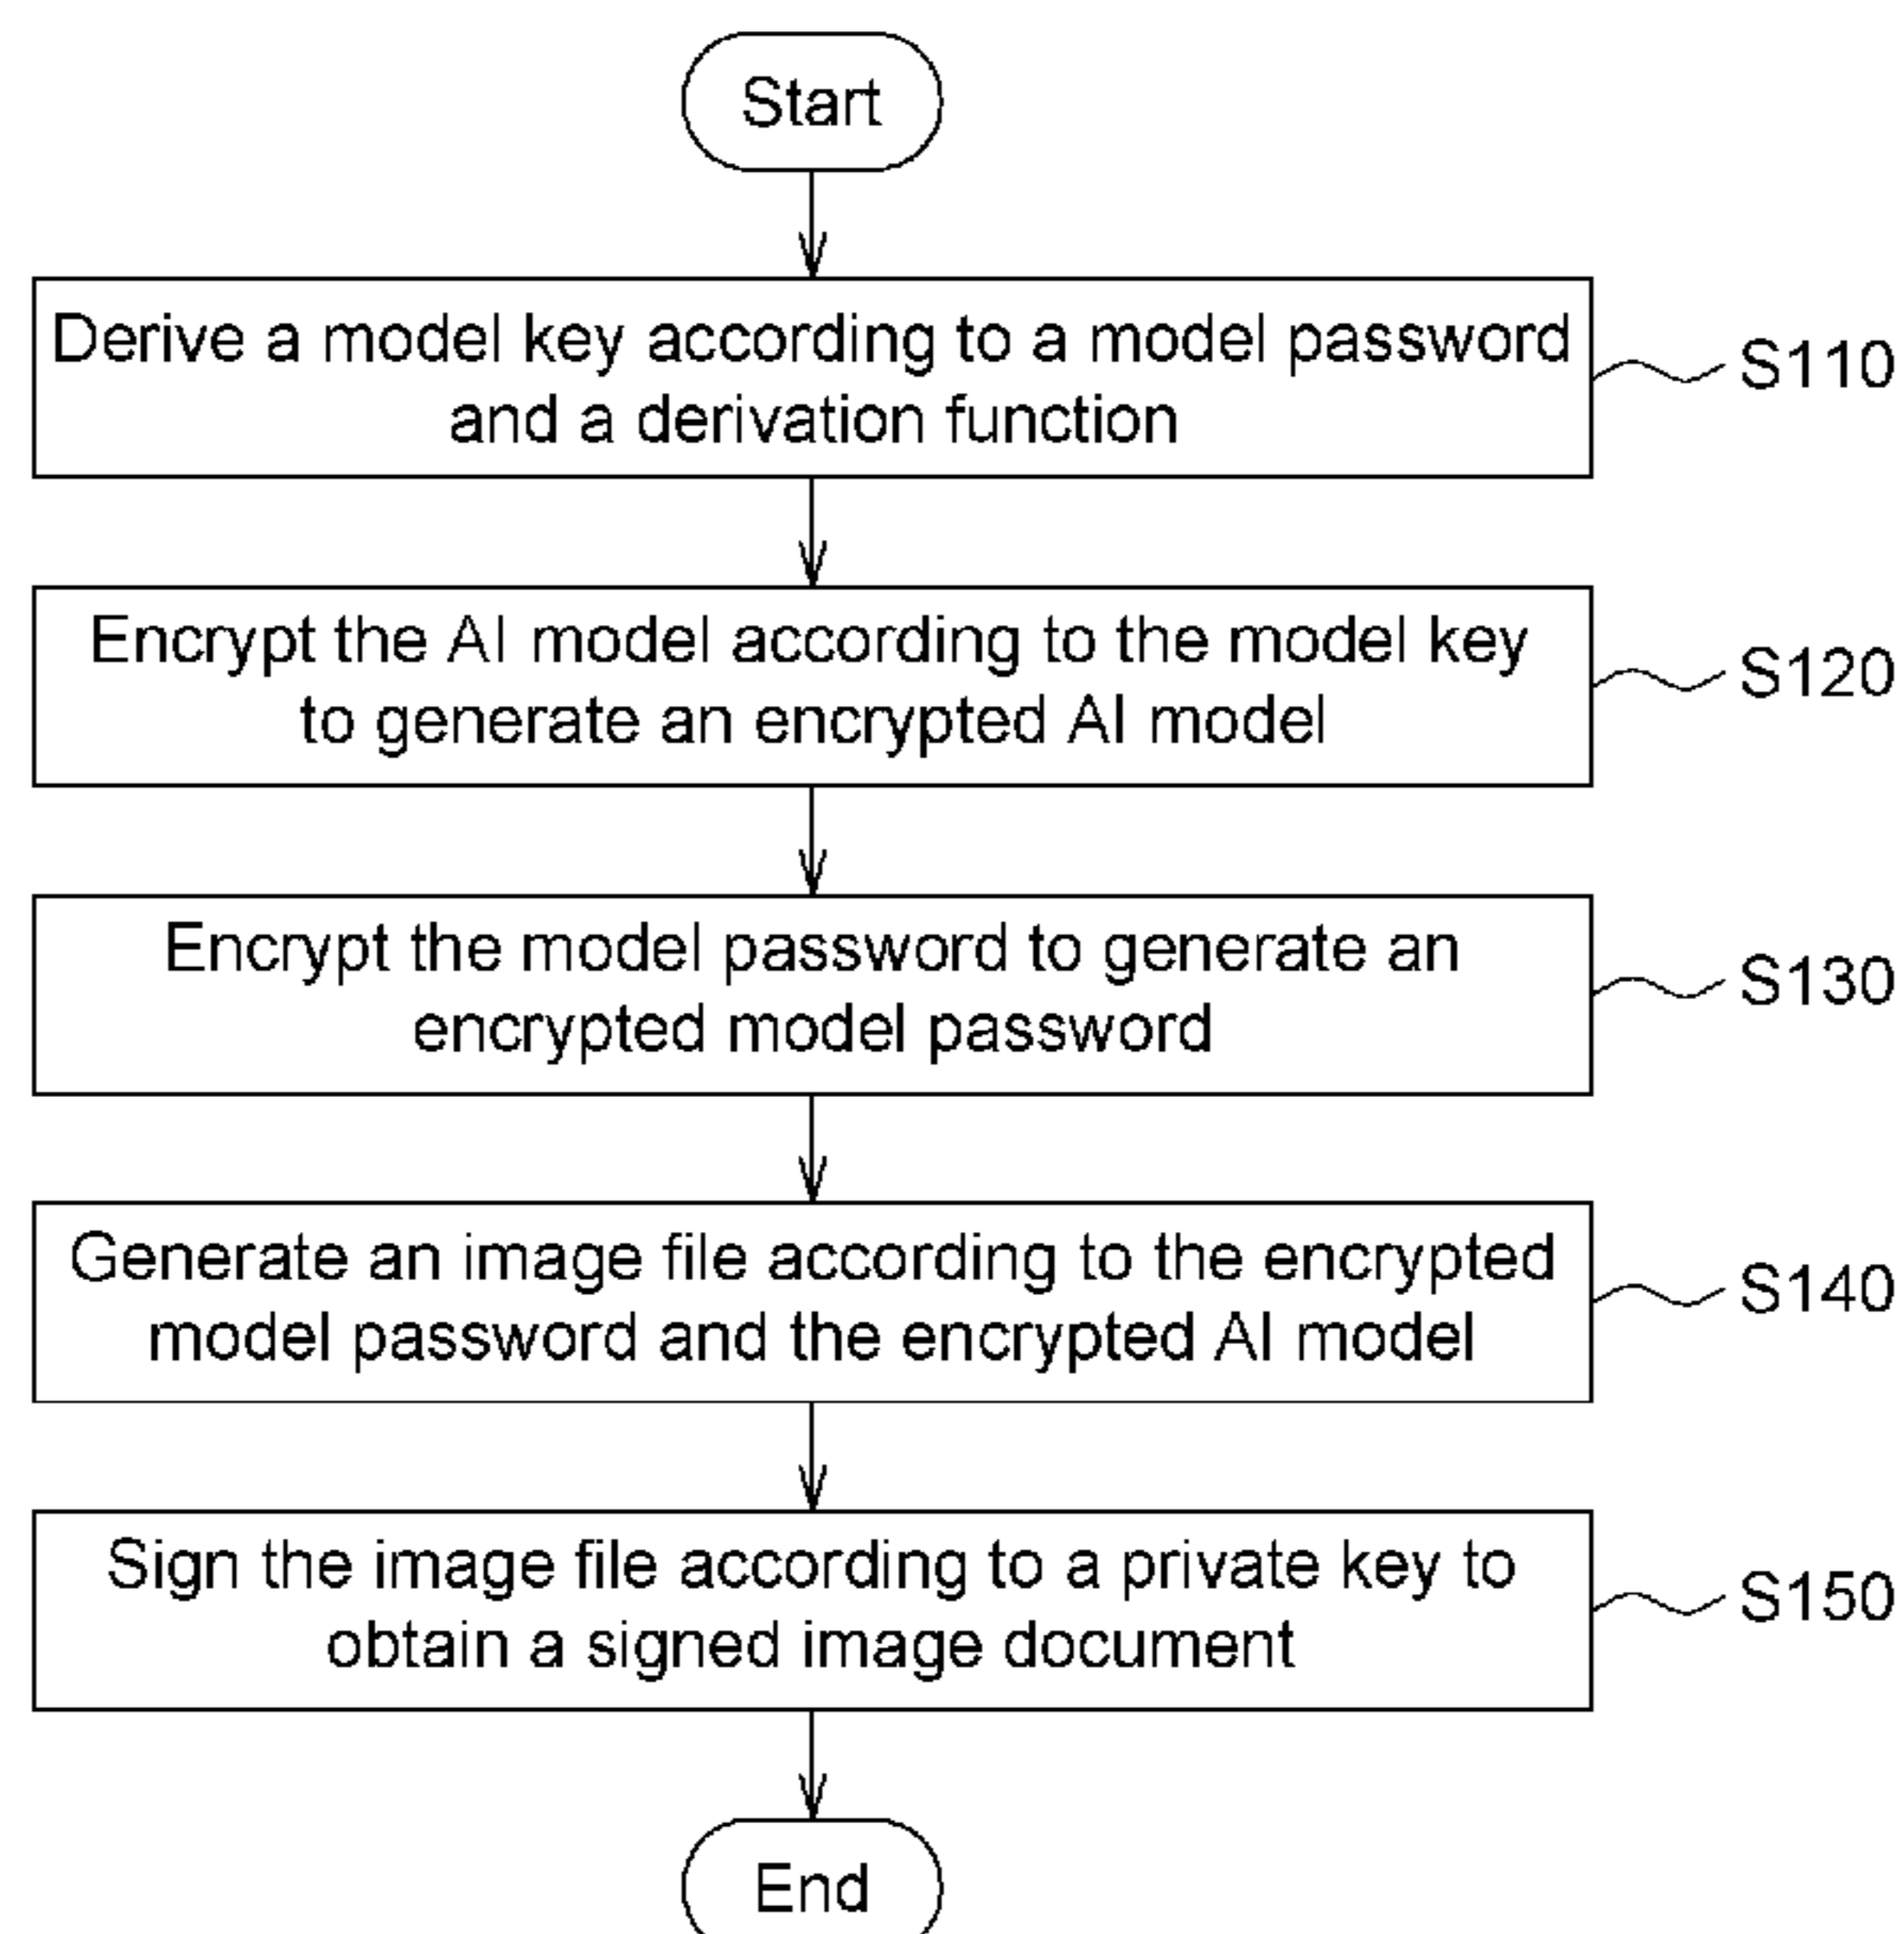 Start
Derive a model key according to a model password
and a derivation function
S110
Encrypt the AI model according to the model key
to generate an encrypted AI model
S120
Encrypt the model password to generate an
encrypted model password
S130
Generate an image file according to the encrypted
model password and the encrypted AI model
S140
Sign the image file according to a private key to
obtain a signed image document
S150
End